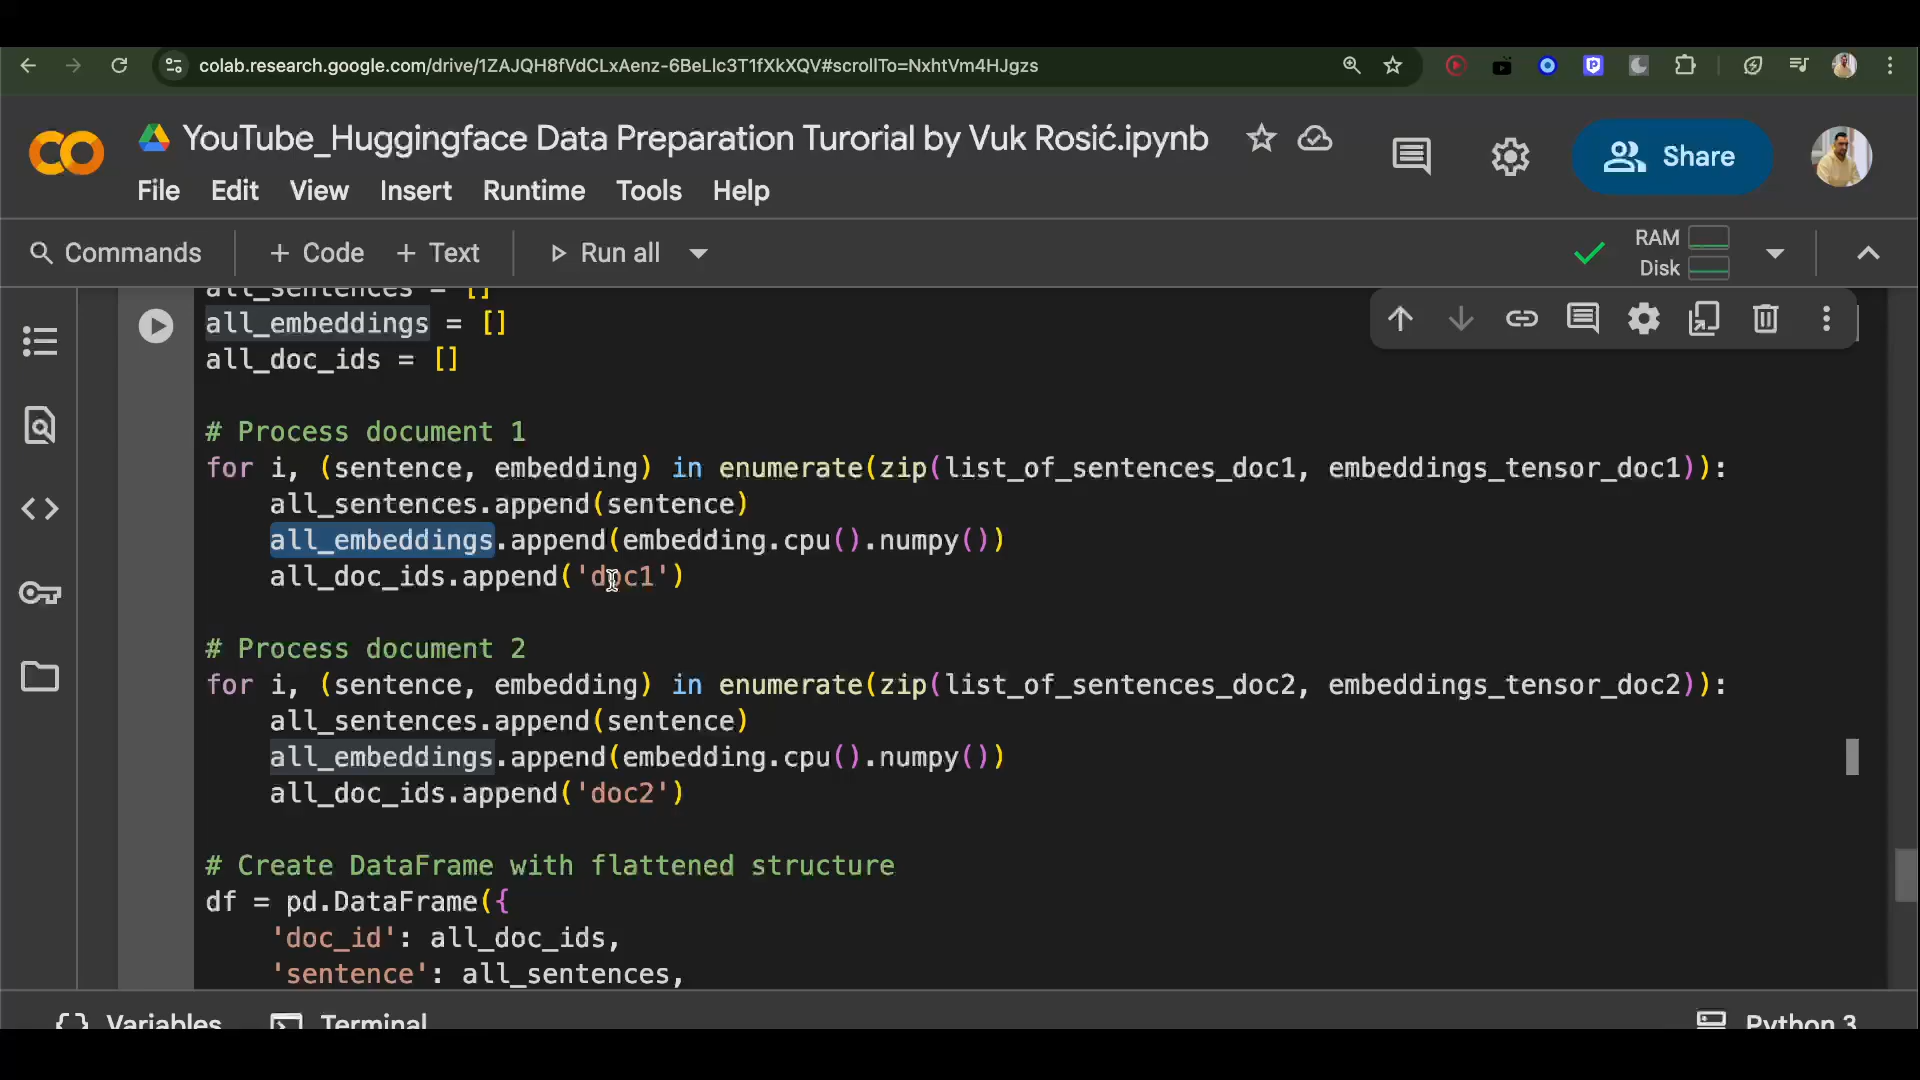 colab.research.google.com/drive/1ZAJQH8fVdCLxAenz-6BeLlc3T1fXkXQV#scrollTo=NxhtVm4HJgzs
YouTube_Huggingface Data Preparation Turorial by Vuk Rosić.ipynb
File Edit View Insert Runtime Tools Help
Share
Commands + Code + Text Run all
RAM
Disk
all_sentences = []
all_embeddings = []
all_doc_ids = []
# Process document 1
for i, (sentence, embedding) in enumerate(zip(list_of_sentences_doc1, embeddings_tensor_doc1)):
    all_sentences.append(sentence)
    all_embeddings.append(embedding.cpu().numpy())
    all_doc_ids.append('doc1')
# Process document 2
for i, (sentence, embedding) in enumerate(zip(list_of_sentences_doc2, embeddings_tensor_doc2)):
    all_sentences.append(sentence)
    all_embeddings.append(embedding.cpu().numpy())
    all_doc_ids.append('doc2')
# Create DataFrame with flattened structure
df = pd.DataFrame({
    'doc_id': all_doc_ids,
    'sentence': all_sentences,
Variables Terminal Python 3